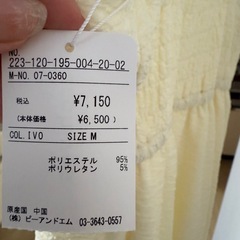 NO.
223-120-195-004-20-02
M-NO. 07-0360
税込 ¥7,150
(本体価格 ¥6,500 )
COL.IVO SIZE M
ポリエステル 95%
ポリウレタン 5%
原産国 中国
(株) ビーアンドエム 03-3643-0557